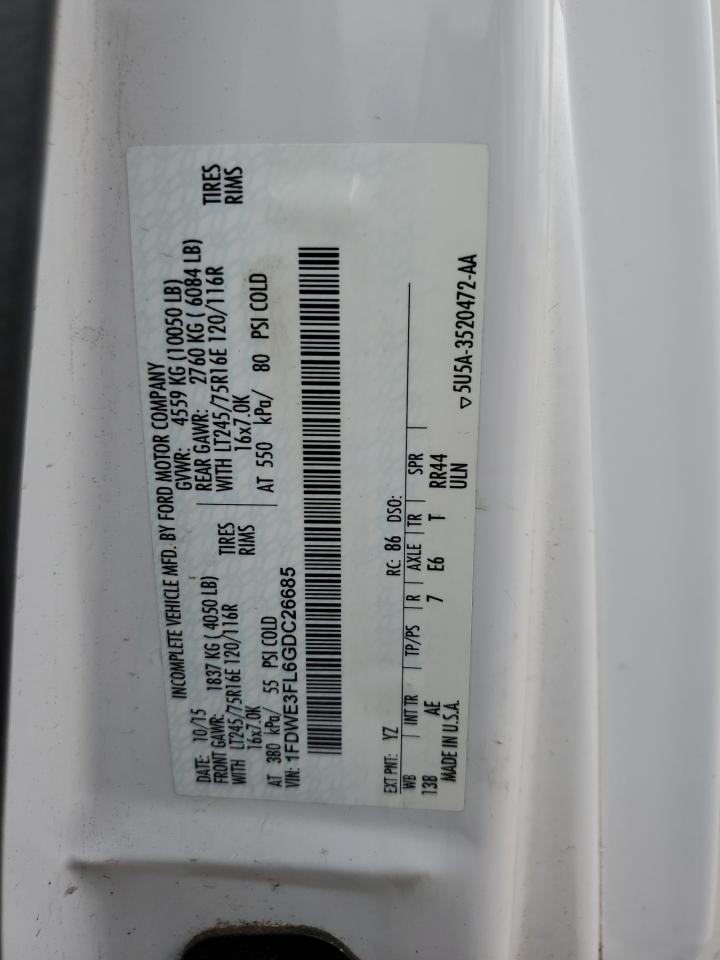 INCOMPLETE VEHICLE MFD. BY FORD MOTOR COMPANY
DATE: 10/15 GVWR: 4559 KG (10050 LB)
FRONT GAWR: 1837 KG ( 4050 LB) REAR GAWR: 2760 KG ( 6084 LB)
WITH LT245/75R16E 120/116R TIRES WITH LT245/75R16E 120/116R TIRES
16x7.0K RIMS 16x7.0K RIMS
AT 380 kPa/ 55 PSI COLD AT 550 kPa/ 80 PSI COLD
VIN: 1FDWE3FL6GDC26685
EXT PNT: YZ RC: 86 DSO:
WB INT TR TP/PS R AXLE TR SPR
138 AE 7 E6 T RR44
MADE IN U.S.A. ULN
▽ 5U5A-3520472-AA